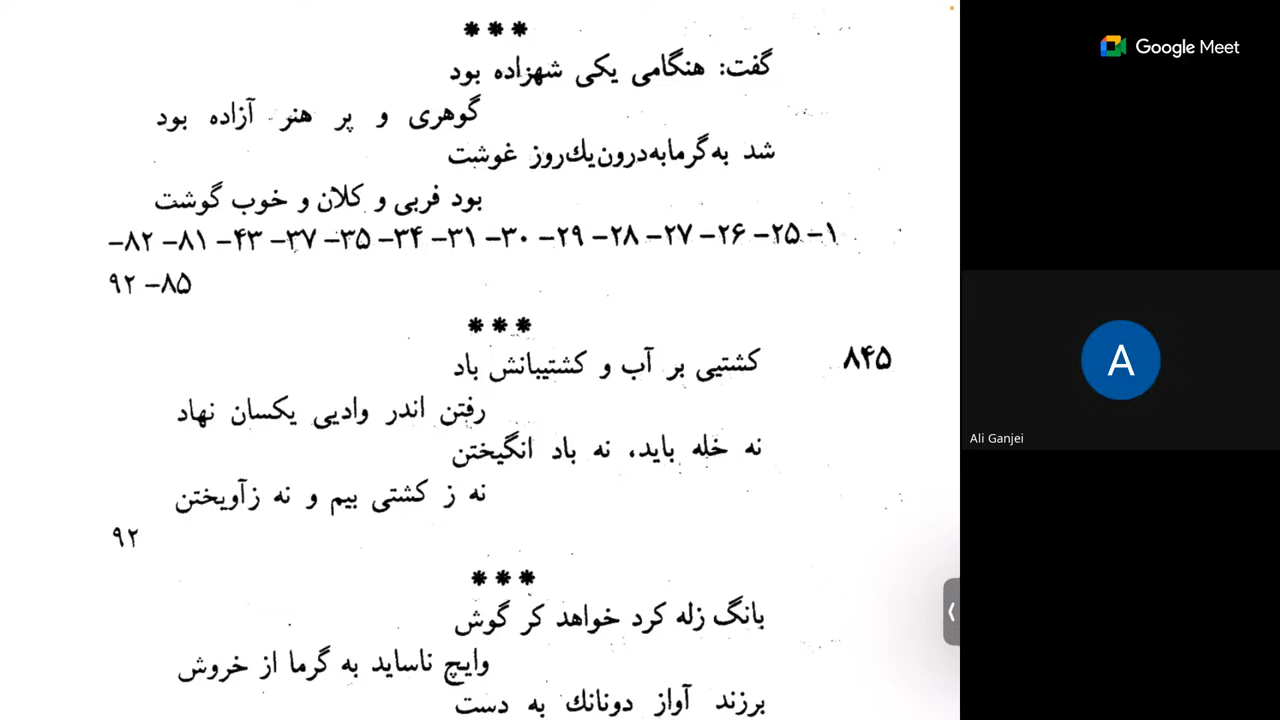 ***
گفت: هنگامی یکی شهزاده بود
گوهری و پر هنر آزاده بود
شد به گرمابه درون يك روز غوشت
بود فربی و کلان و خوب گوشت
۱– ۲۵– ۲۶– ۲۷– ۲۸– ۲۹– ۳۰– ۳۱– ۳۴– ۳۵– ۳۷– ۴۳– ۸۱– ۸۲–
۸۵– ۹۲
***
۸۴۵ کشتیی بر آب و کشتیبانش باد
رفتن اندر وادیی یکسان نهاد
نه خله باید، نه باد انگیختن
نه ز کشتی بیم و نه زآویختن
۹۲
***
بانگ زله کرد خواهد کر گوش
وایچ ناساید به گرما از خروش
برزند آواز دونانك به دست
Google Meet
A
Ali Ganjei